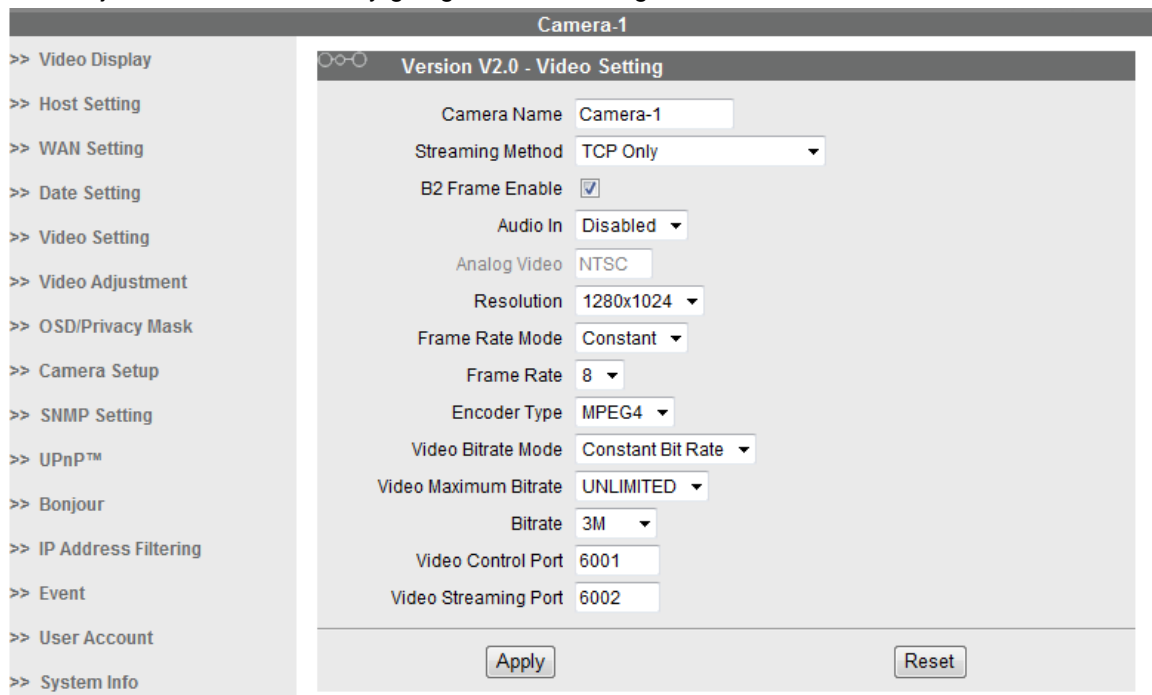 Camera-1
>> Video Display
>> Host Setting
>> WAN Setting
>> Date Setting
>> Video Setting
>> Video Adjustment
>> OSD/Privacy Mask
>> Camera Setup
>> SNMP Setting
>> UPnP™
>> Bonjour
>> IP Address Filtering
>> Event
>> User Account
>> System Info
Version V2.0 - Video Setting
Camera Name Camera-1
Streaming Method TCP Only
B2 Frame Enable
Audio In Disabled
Analog Video NTSC
Resolution 1280x1024
Frame Rate Mode Constant
Frame Rate 8
Encoder Type MPEG4
Video Bitrate Mode Constant Bit Rate
Video Maximum Bitrate UNLIMITED
Bitrate 3M
Video Control Port 6001
Video Streaming Port 6002
Apply Reset